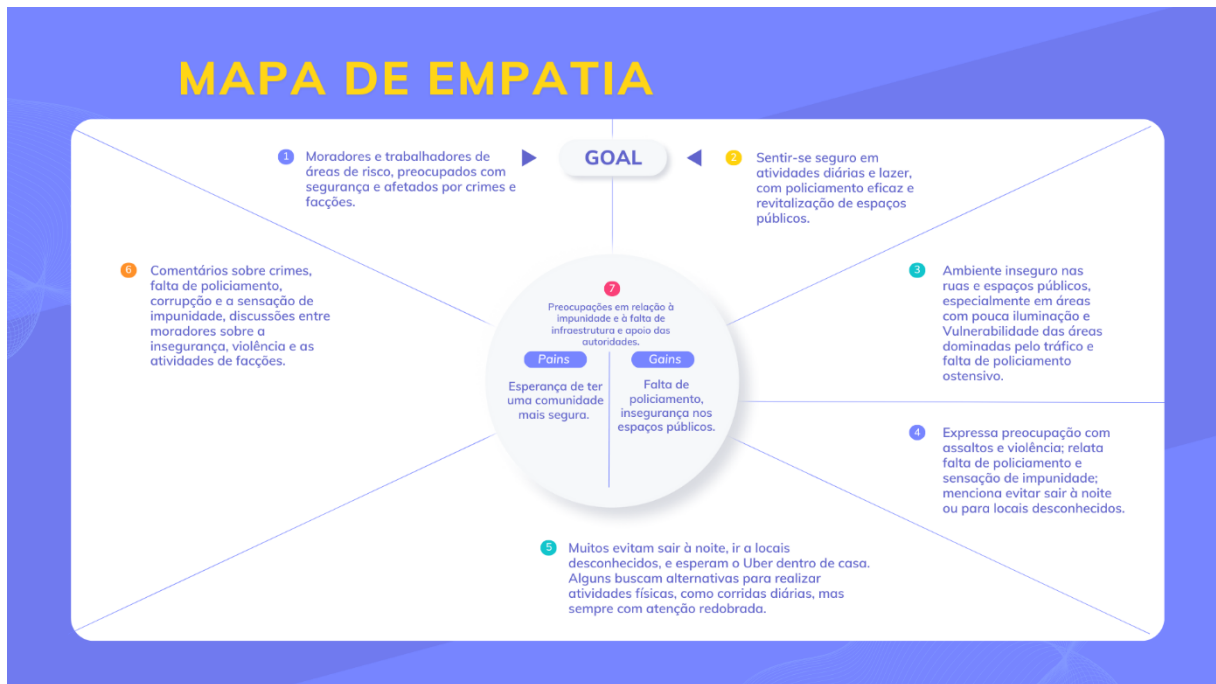 MAPA DE EMPATIA
1
Moradores e trabalhadores de
áreas de risco, preocupados com
segurança e afetados por crimes e
facções.
GOAL
2
Sentir-se seguro em
atividades diárias e lazer,
com policiamento eficaz e
revitalização de espaços
públicos.
3
Ambiente inseguro nas
ruas e espaços públicos,
especialmente em áreas
com pouca iluminação e
Vulnerabilidade das áreas
dominadas pelo tráfico e
falta de policiamento
ostensivo.
4
Expressa preocupação com
assaltos e violência; relata
falta de policiamento e
sensação de impunidade;
menciona evitar sair à noite
ou para locais desconhecidos.
5
Muitos evitam sair à noite, ir a locais
desconhecidos, e esperam o Uber dentro de casa.
Alguns buscam alternativas para realizar
atividades físicas, como corridas diárias, mas
sempre com atenção redobrada.
6
Comentários sobre crimes,
falta de policiamento,
corrupção e a sensação de
impunidade, discussões entre
moradores sobre a
insegurança, violência e as
atividades de facções.
7
Preocupações em relação à
impunidade e à falta de
infraestrutura e apoio das
autoridades.
Pains
Esperança de ter
uma comunidade
mais segura.
Gains
Falta de
policiamento,
insegurança nos
espaços públicos.